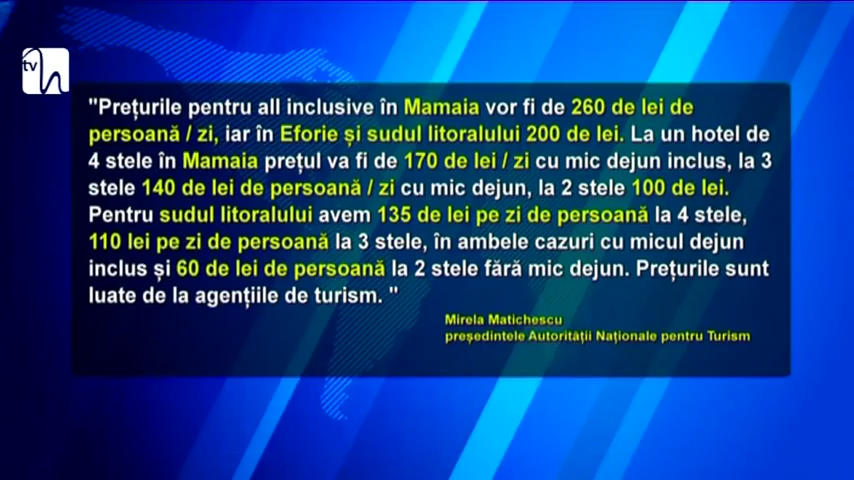 tv h
"Prețurile pentru all inclusive în Mamaia vor fi de 260 de lei de
persoană / zi, iar în Eforie și sudul litoralului 200 de lei. La un hotel de
4 stele în Mamaia prețul va fi de 170 de lei / zi cu mic dejun inclus, la 3
stele 140 de lei de persoană / zi cu mic dejun, la 2 stele 100 de lei.
Pentru sudul litoralului avem 135 de lei pe zi de persoană la 4 stele,
110 lei pe zi de persoană la 3 stele, în ambele cazuri cu micul dejun
inclus și 60 de lei de persoană la 2 stele fără mic dejun. Prețurile sunt
luate de la agențiile de turism. "
Mirela Matichescu
președintele Autorității Naționale pentru Turism